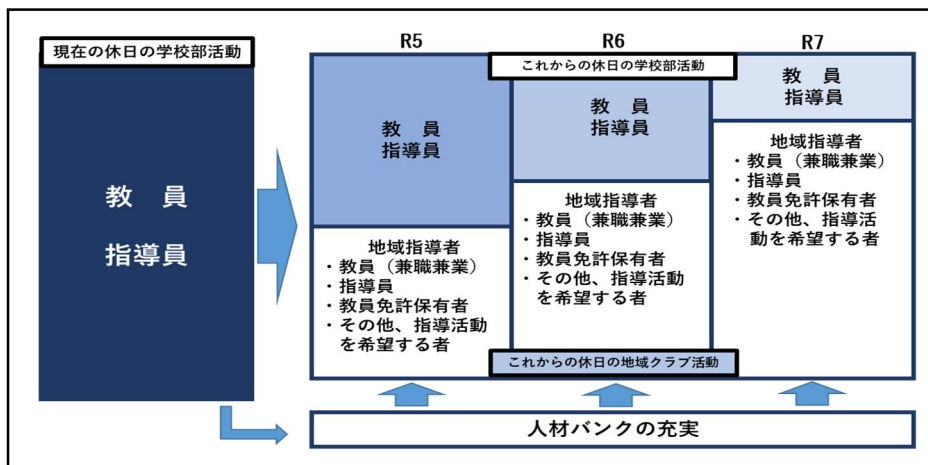 現在の休日の学校部活動
教　員
指導員
R5
R6
R7
これからの休日の学校部活動
教　員
指導員
地域指導者
・教員（兼職兼業）
・指導員
・教員免許保有者
・その他、指導活動
を希望する者
教　員
指導員
地域指導者
・教員（兼職兼業）
・指導員
・教員免許保有者
・その他、指導活動
を希望する者
教　員
指導員
地域指導者
・教員（兼職兼業）
・指導員
・教員免許保有者
・その他、指導活
動を希望する者
これからの休日の地域クラブ活動
人材バンクの充実